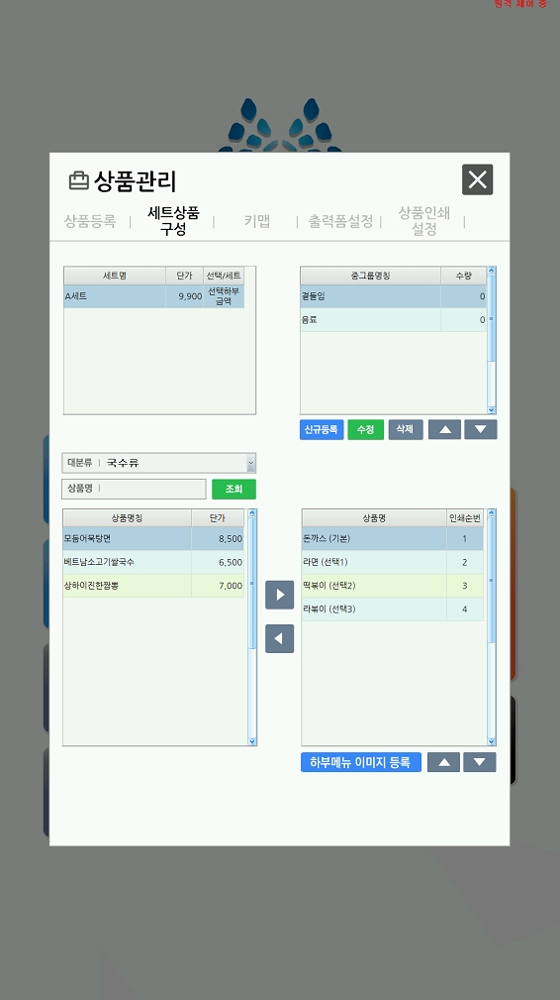 원격 제어 중
상품관리
상품등록 | 세트상품 구성 | 키맵 | 출력폼설정 | 상품인쇄 설정 |
세트명 단가 선택/세트
A세트 9,900 선택하부 금액
중그룹명칭 수량
곁들임 0
음료 0
신규등록 수정 삭제
대분류 | 국수류
상품명 |
조회
상품명칭 단가
모듬어묵탕면 8,500
베트남소고기쌀국수 6,500
상하이진한짬뽕 7,000
상품명 인쇄순번
돈까스 (기본) 1
라면 (선택1) 2
떡볶이 (선택2) 3
라볶이 (선택3) 4
하부메뉴 이미지 등록